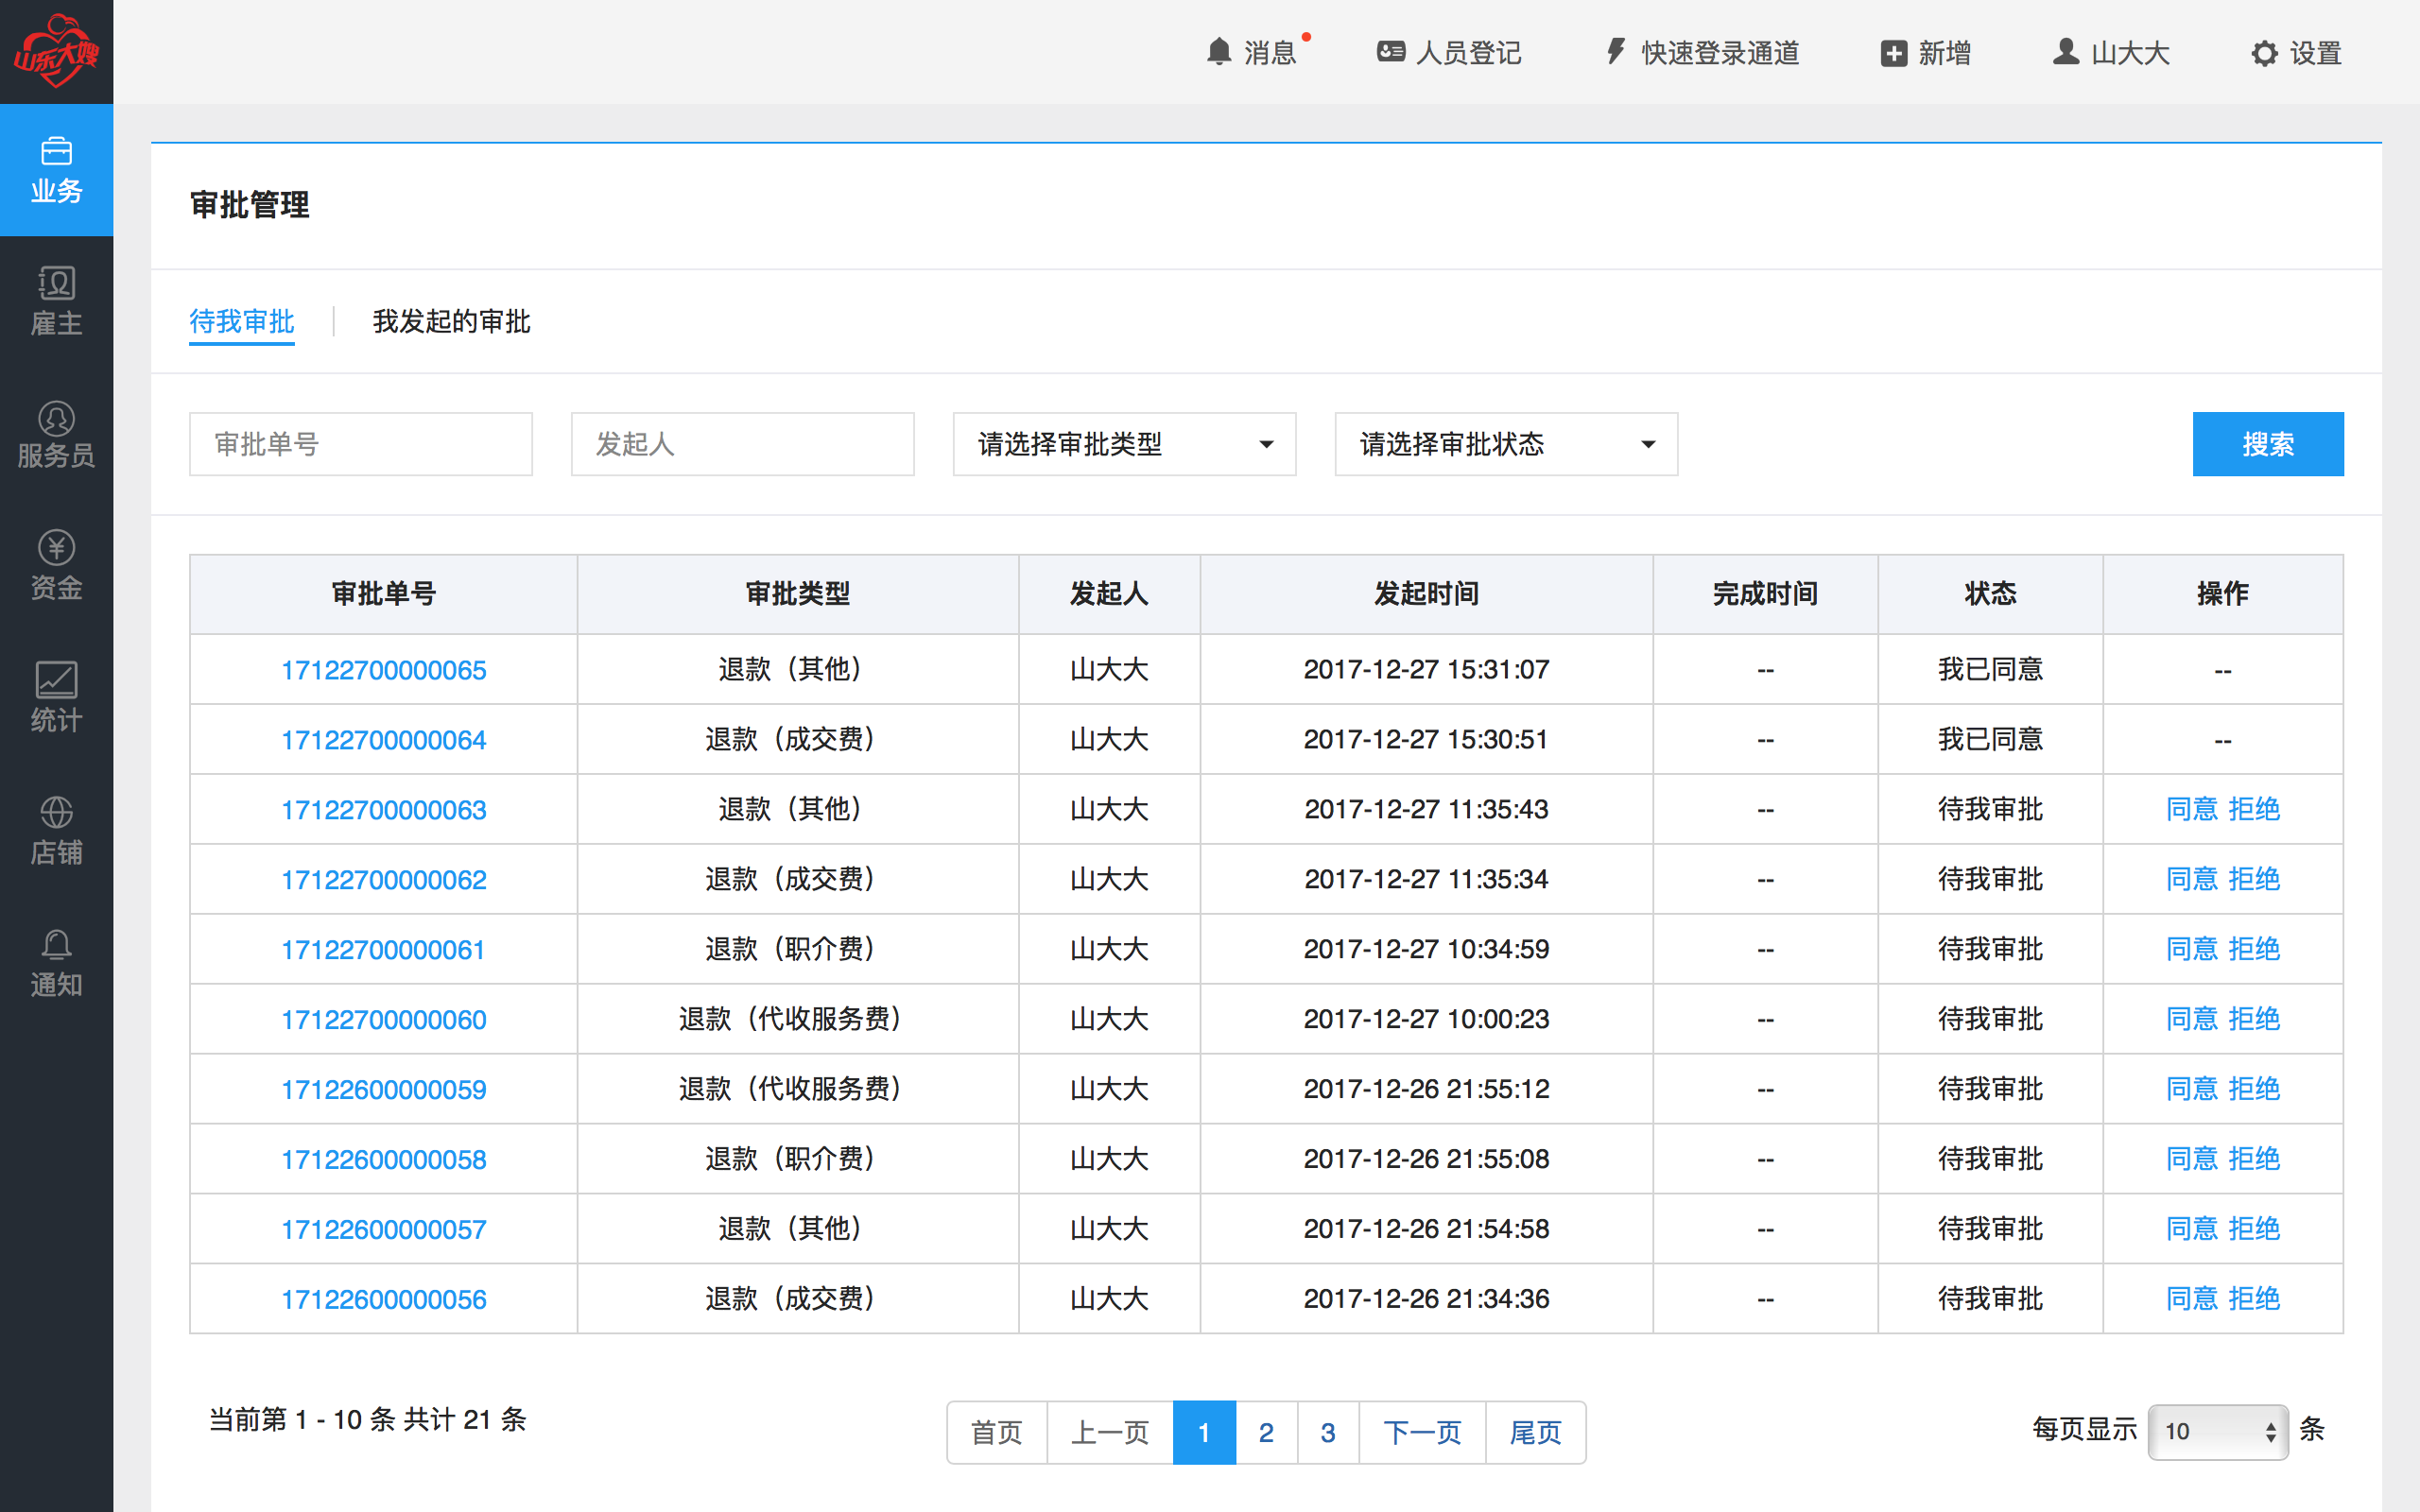 山东大嫂
消息 人员登记 快速登录通道 新增 山大大 设置
业务
雇主
服务员
资金
统计
店铺
通知
审批管理
待我审批 我发起的审批
审批单号 发起人 请选择审批类型 请选择审批状态 搜索
审批单号 审批类型 发起人 发起时间 完成时间 状态 操作
17122700000065 退款（其他） 山大大 2017-12-27 15:31:07 -- 我已同意 --
17122700000064 退款（成交费） 山大大 2017-12-27 15:30:51 -- 我已同意 --
17122700000063 退款（其他） 山大大 2017-12-27 11:35:43 -- 待我审批 同意 拒绝
17122700000062 退款（成交费） 山大大 2017-12-27 11:35:34 -- 待我审批 同意 拒绝
17122700000061 退款（职介费） 山大大 2017-12-27 10:34:59 -- 待我审批 同意 拒绝
17122700000060 退款（代收服务费） 山大大 2017-12-27 10:00:23 -- 待我审批 同意 拒绝
17122600000059 退款（代收服务费） 山大大 2017-12-26 21:55:12 -- 待我审批 同意 拒绝
17122600000058 退款（职介费） 山大大 2017-12-26 21:55:08 -- 待我审批 同意 拒绝
17122600000057 退款（其他） 山大大 2017-12-26 21:54:58 -- 待我审批 同意 拒绝
17122600000056 退款（成交费） 山大大 2017-12-26 21:34:36 -- 待我审批 同意 拒绝
当前第 1 - 10 条 共计 21 条 首页 上一页 1 2 3 下一页 尾页 每页显示 10 条